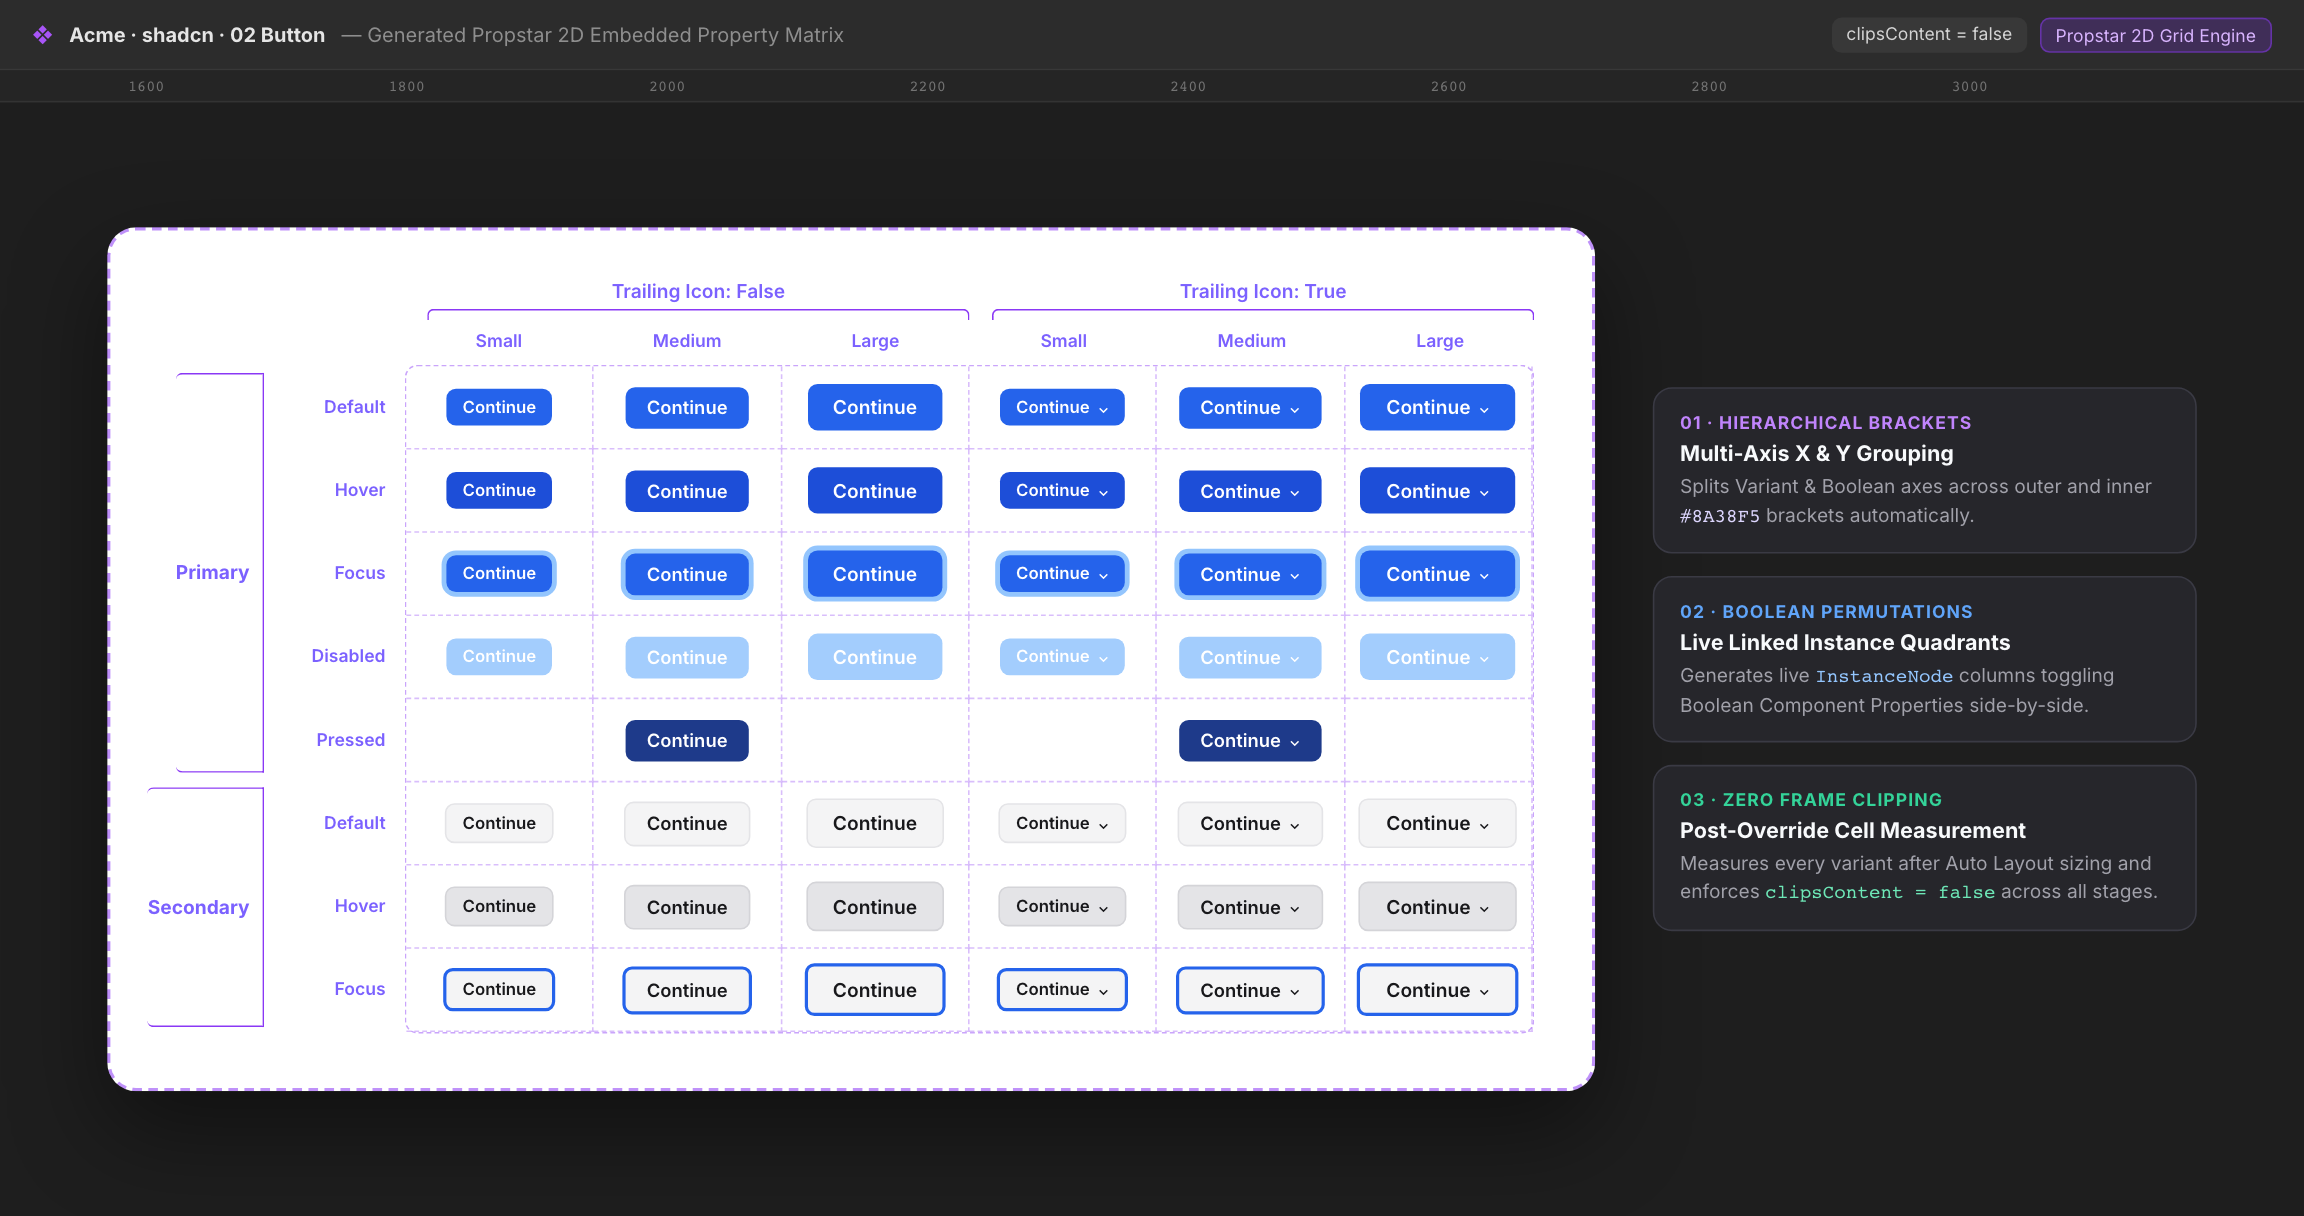 Acme · shadcn · 02 Button — Generated Propstar 2D Embedded Property Matrix
clipsContent = false
Propstar 2D Grid Engine
1600 1800 2000 2200 2400 2600 2800 3000
Trailing Icon: False
Trailing Icon: True
Small Medium Large Small Medium Large
Primary
Default Continue Continue Continue Continue Continue Continue
Hover Continue Continue Continue Continue Continue Continue
Focus Continue Continue Continue Continue Continue Continue
Disabled Continue Continue Continue Continue Continue Continue
Pressed Continue Continue
Secondary
Default Continue Continue Continue Continue Continue Continue
Hover Continue Continue Continue Continue Continue Continue
Focus Continue Continue Continue Continue Continue Continue
01 · HIERARCHICAL BRACKETS
Multi-Axis X & Y Grouping
Splits Variant & Boolean axes across outer and inner
#8A38F5 brackets automatically.
02 · BOOLEAN PERMUTATIONS
Live Linked Instance Quadrants
Generates live InstanceNode columns toggling
Boolean Component Properties side-by-side.
03 · ZERO FRAME CLIPPING
Post-Override Cell Measurement
Measures every variant after Auto Layout sizing and
enforces clipsContent = false across all stages.